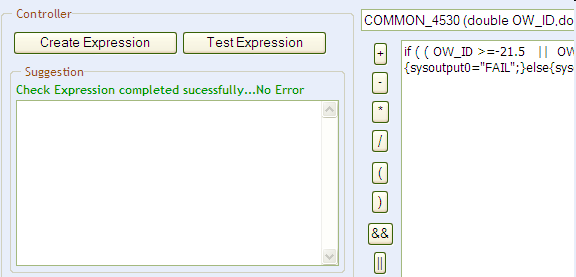 Controller
Create Expression
Test Expression
Suggestion
Check Expression completed sucessfully...No Error
COMMON_4530 (double OW_ID,do
+
-
*
/
(
)
&&
||
if ( ( OW_ID >=-21.5 || OW
{sysoutput0="FAIL";}else{sys